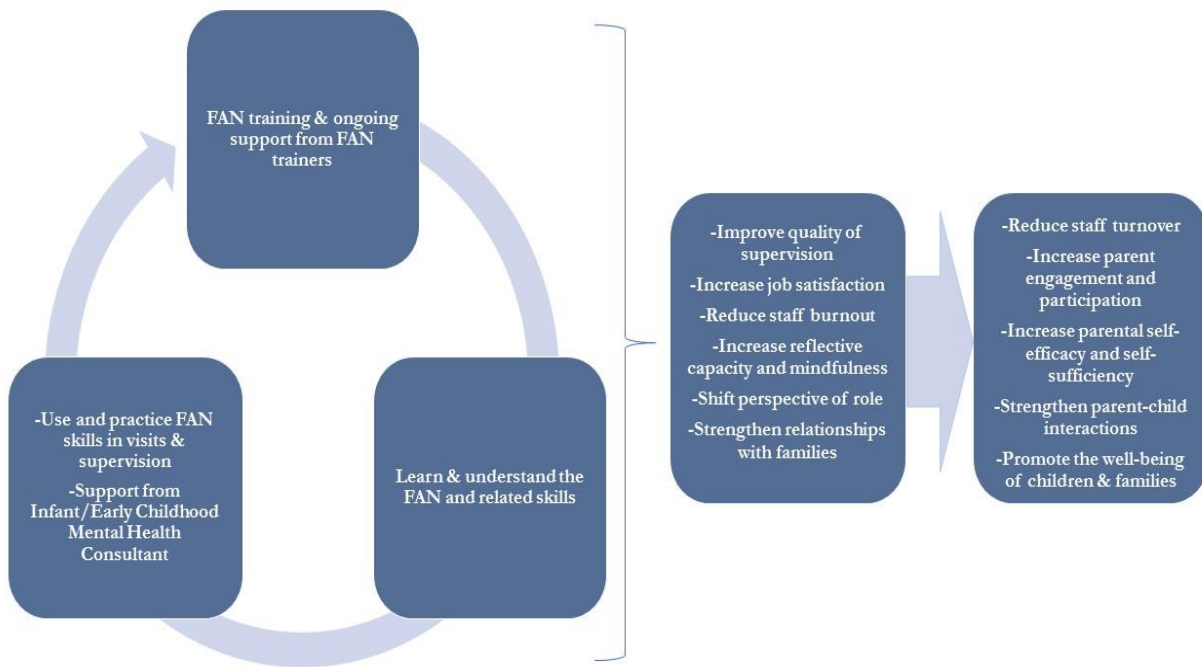 FAN training & ongoing
support from FAN
trainers
-Use and practice FAN
skills in visits &
supervision
-Support from
Infant/Early Childhood
Mental Health
Consultant
Learn & understand the
FAN and related skills
-Improve quality of
supervision
-Increase job satisfaction
-Reduce staff burnout
-Increase reflective
capacity and mindfulness
-Shift perspective of role
-Strengthen relationships
with families
-Reduce staff turnover
-Increase parent
engagement and
participation
-Increase parental self-
efficacy and self-
sufficiency
-Strengthen parent-child
interactions
-Promote the well-being
of children & families